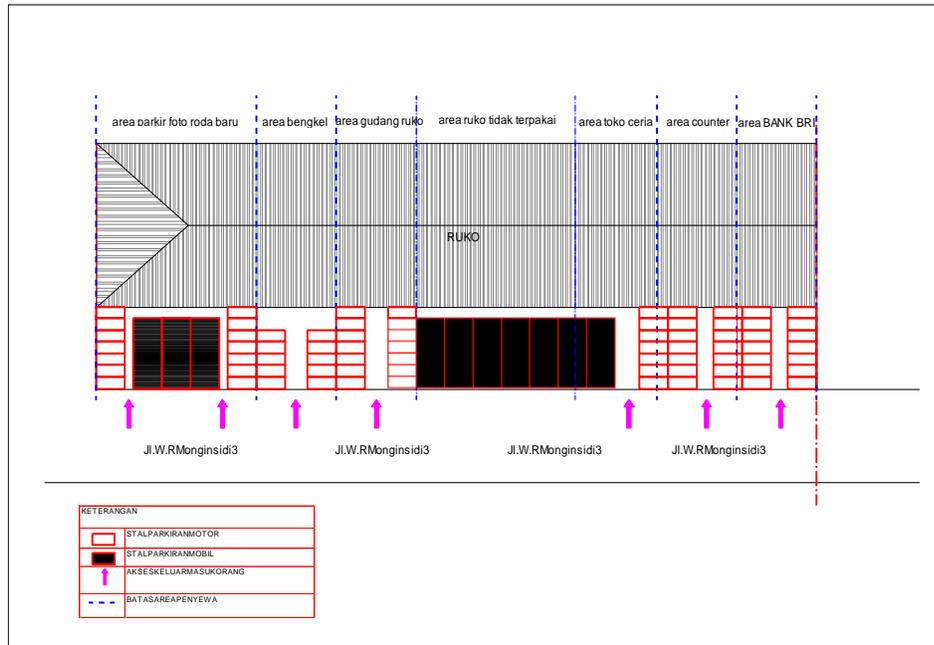 area parkir foto roda baru
area bengkel
area gudang ruko
area ruko tidak terpakai
area toko ceria
area counter
area BANK BRI
RUKO
Jl.W.RMonginsidi3
Jl.W.RMonginsidi3
Jl.W.RMonginsidi3
Jl.W.RMonginsidi3
KETERANGAN
STALPARKIRANMOTOR
STALPARKIRANMOBIL
AKSESKELUARMASUKORANG
BATASAREAPENYEWA